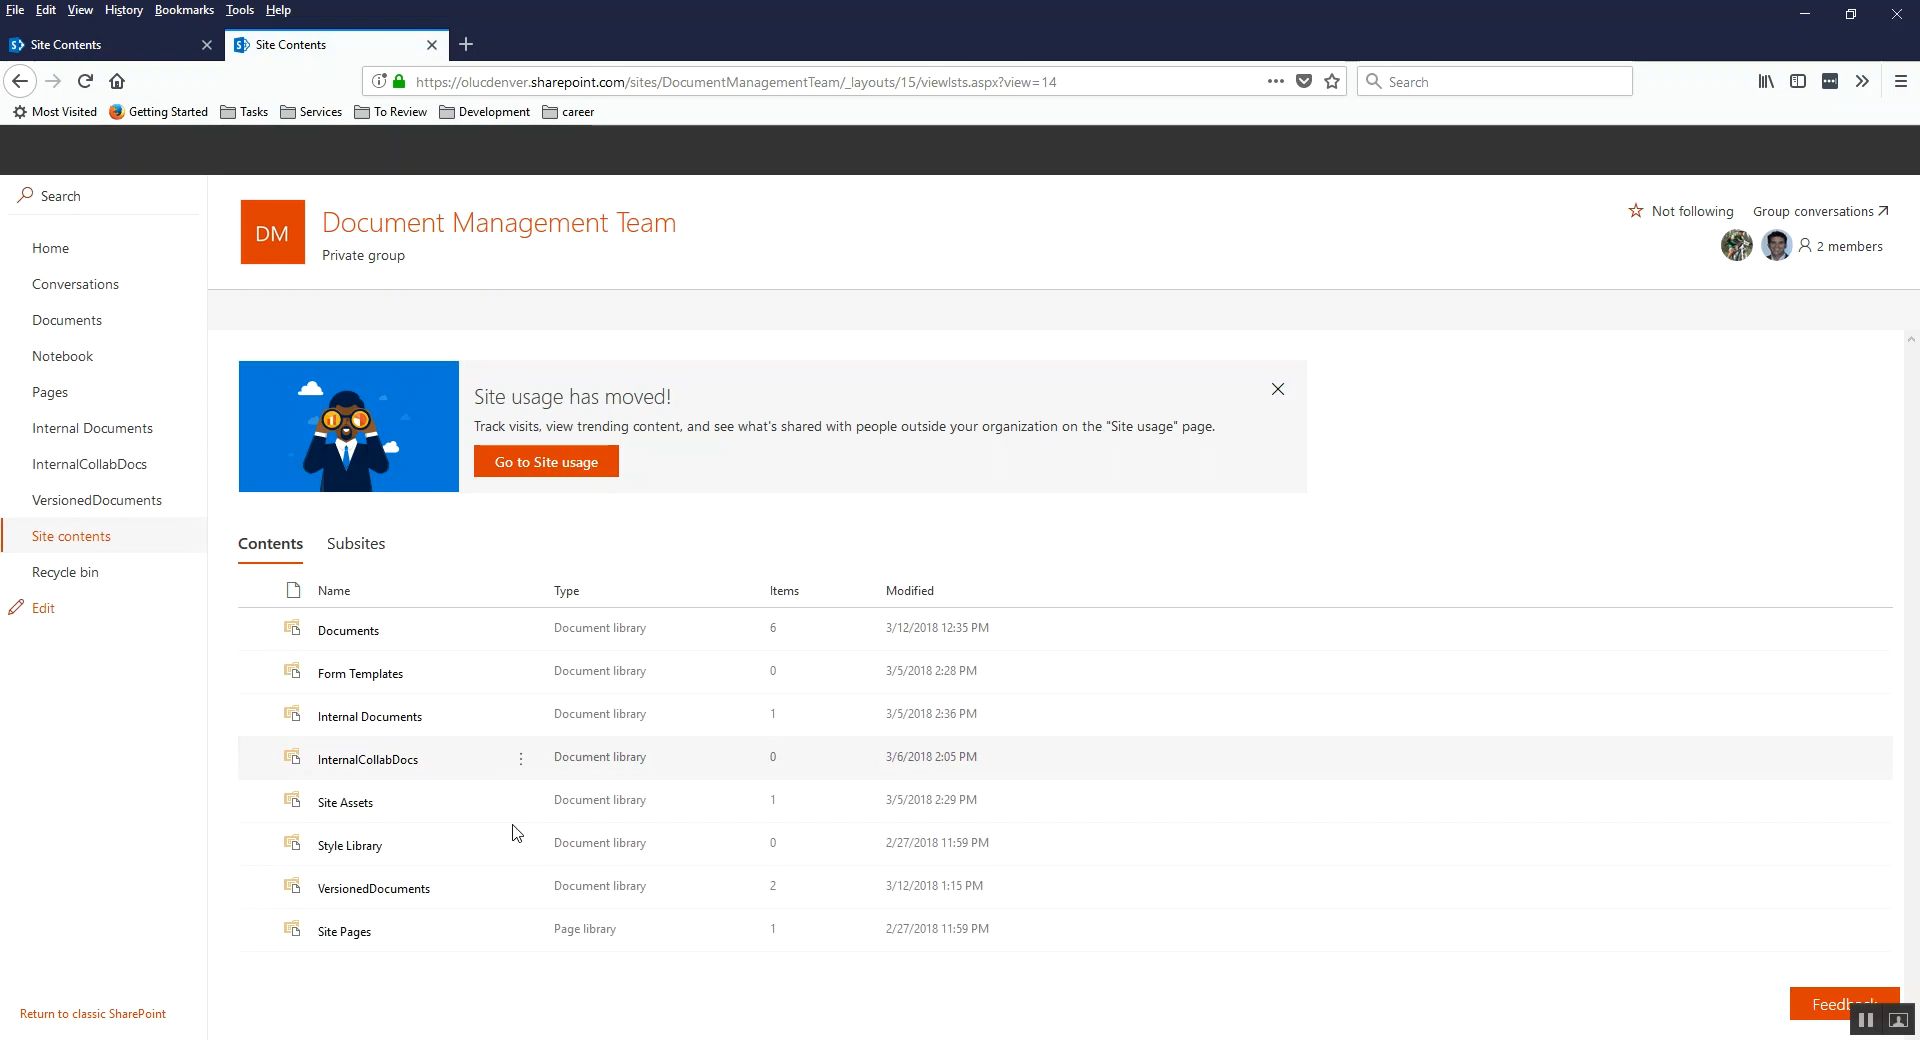 File Edit View History Bookmarks Tools Help
Site Contents
Site Contents
https://olucdenver.sharepoint.com/sites/DocumentManagementTeam/_layouts/15/viewlsts.aspx?view=14
Search
Most Visited Getting Started Tasks Services To Review Development career
Search
Home
Conversations
Documents
Notebook
Pages
Internal Documents
InternalCollabDocs
VersionedDocuments
Site contents
Recycle bin
Edit
Return to classic SharePoint
DM
Document Management Team
Private group
Not following Group conversations
2 members
Site usage has moved!
Track visits, view trending content, and see what's shared with people outside your organization on the "Site usage" page.
Go to Site usage
Contents Subsites
Name Type Items Modified
Documents Document library 6 3/12/2018 12:35 PM
Form Templates Document library 0 3/5/2018 2:28 PM
Internal Documents Document library 1 3/5/2018 2:36 PM
InternalCollabDocs Document library 0 3/6/2018 2:05 PM
Site Assets Document library 1 3/5/2018 2:29 PM
Style Library Document library 0 2/27/2018 11:59 PM
VersionedDocuments Document library 2 3/12/2018 1:15 PM
Site Pages Page library 1 2/27/2018 11:59 PM